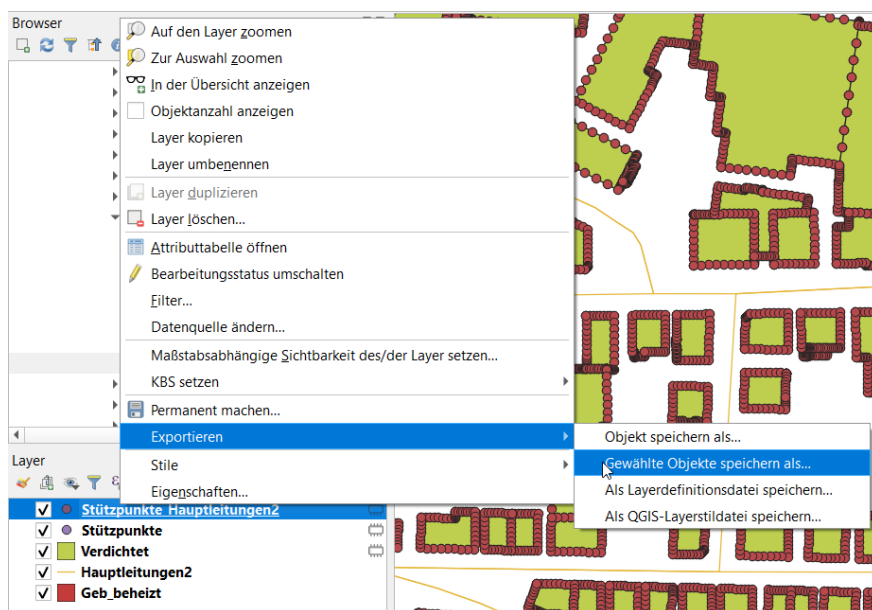 Browser
Auf den Layer zoomen
Zur Auswahl zoomen
In der Übersicht anzeigen
Objektanzahl anzeigen
Layer kopieren
Layer umbenennen
Layer duplizieren
Layer löschen...
Attributtabelle öffnen
Bearbeitungsstatus umschalten
Filter...
Datenquelle ändern...
Maßstabsabhängige Sichtbarkeit des/der Layer setzen...
KBS setzen
Permanent machen...
Exportieren
Stile
Eigenschaften...
Objekt speichern als...
Gewählte Objekte speichern als...
Als Layerdefinitionsdatei speichern...
Als QGIS-Layerstildatei speichern...
Layer
Stützpunkte_Hauptleitungen2
Stützpunkte
Verdichtet
Hauptleitungen2
Geb_beheizt